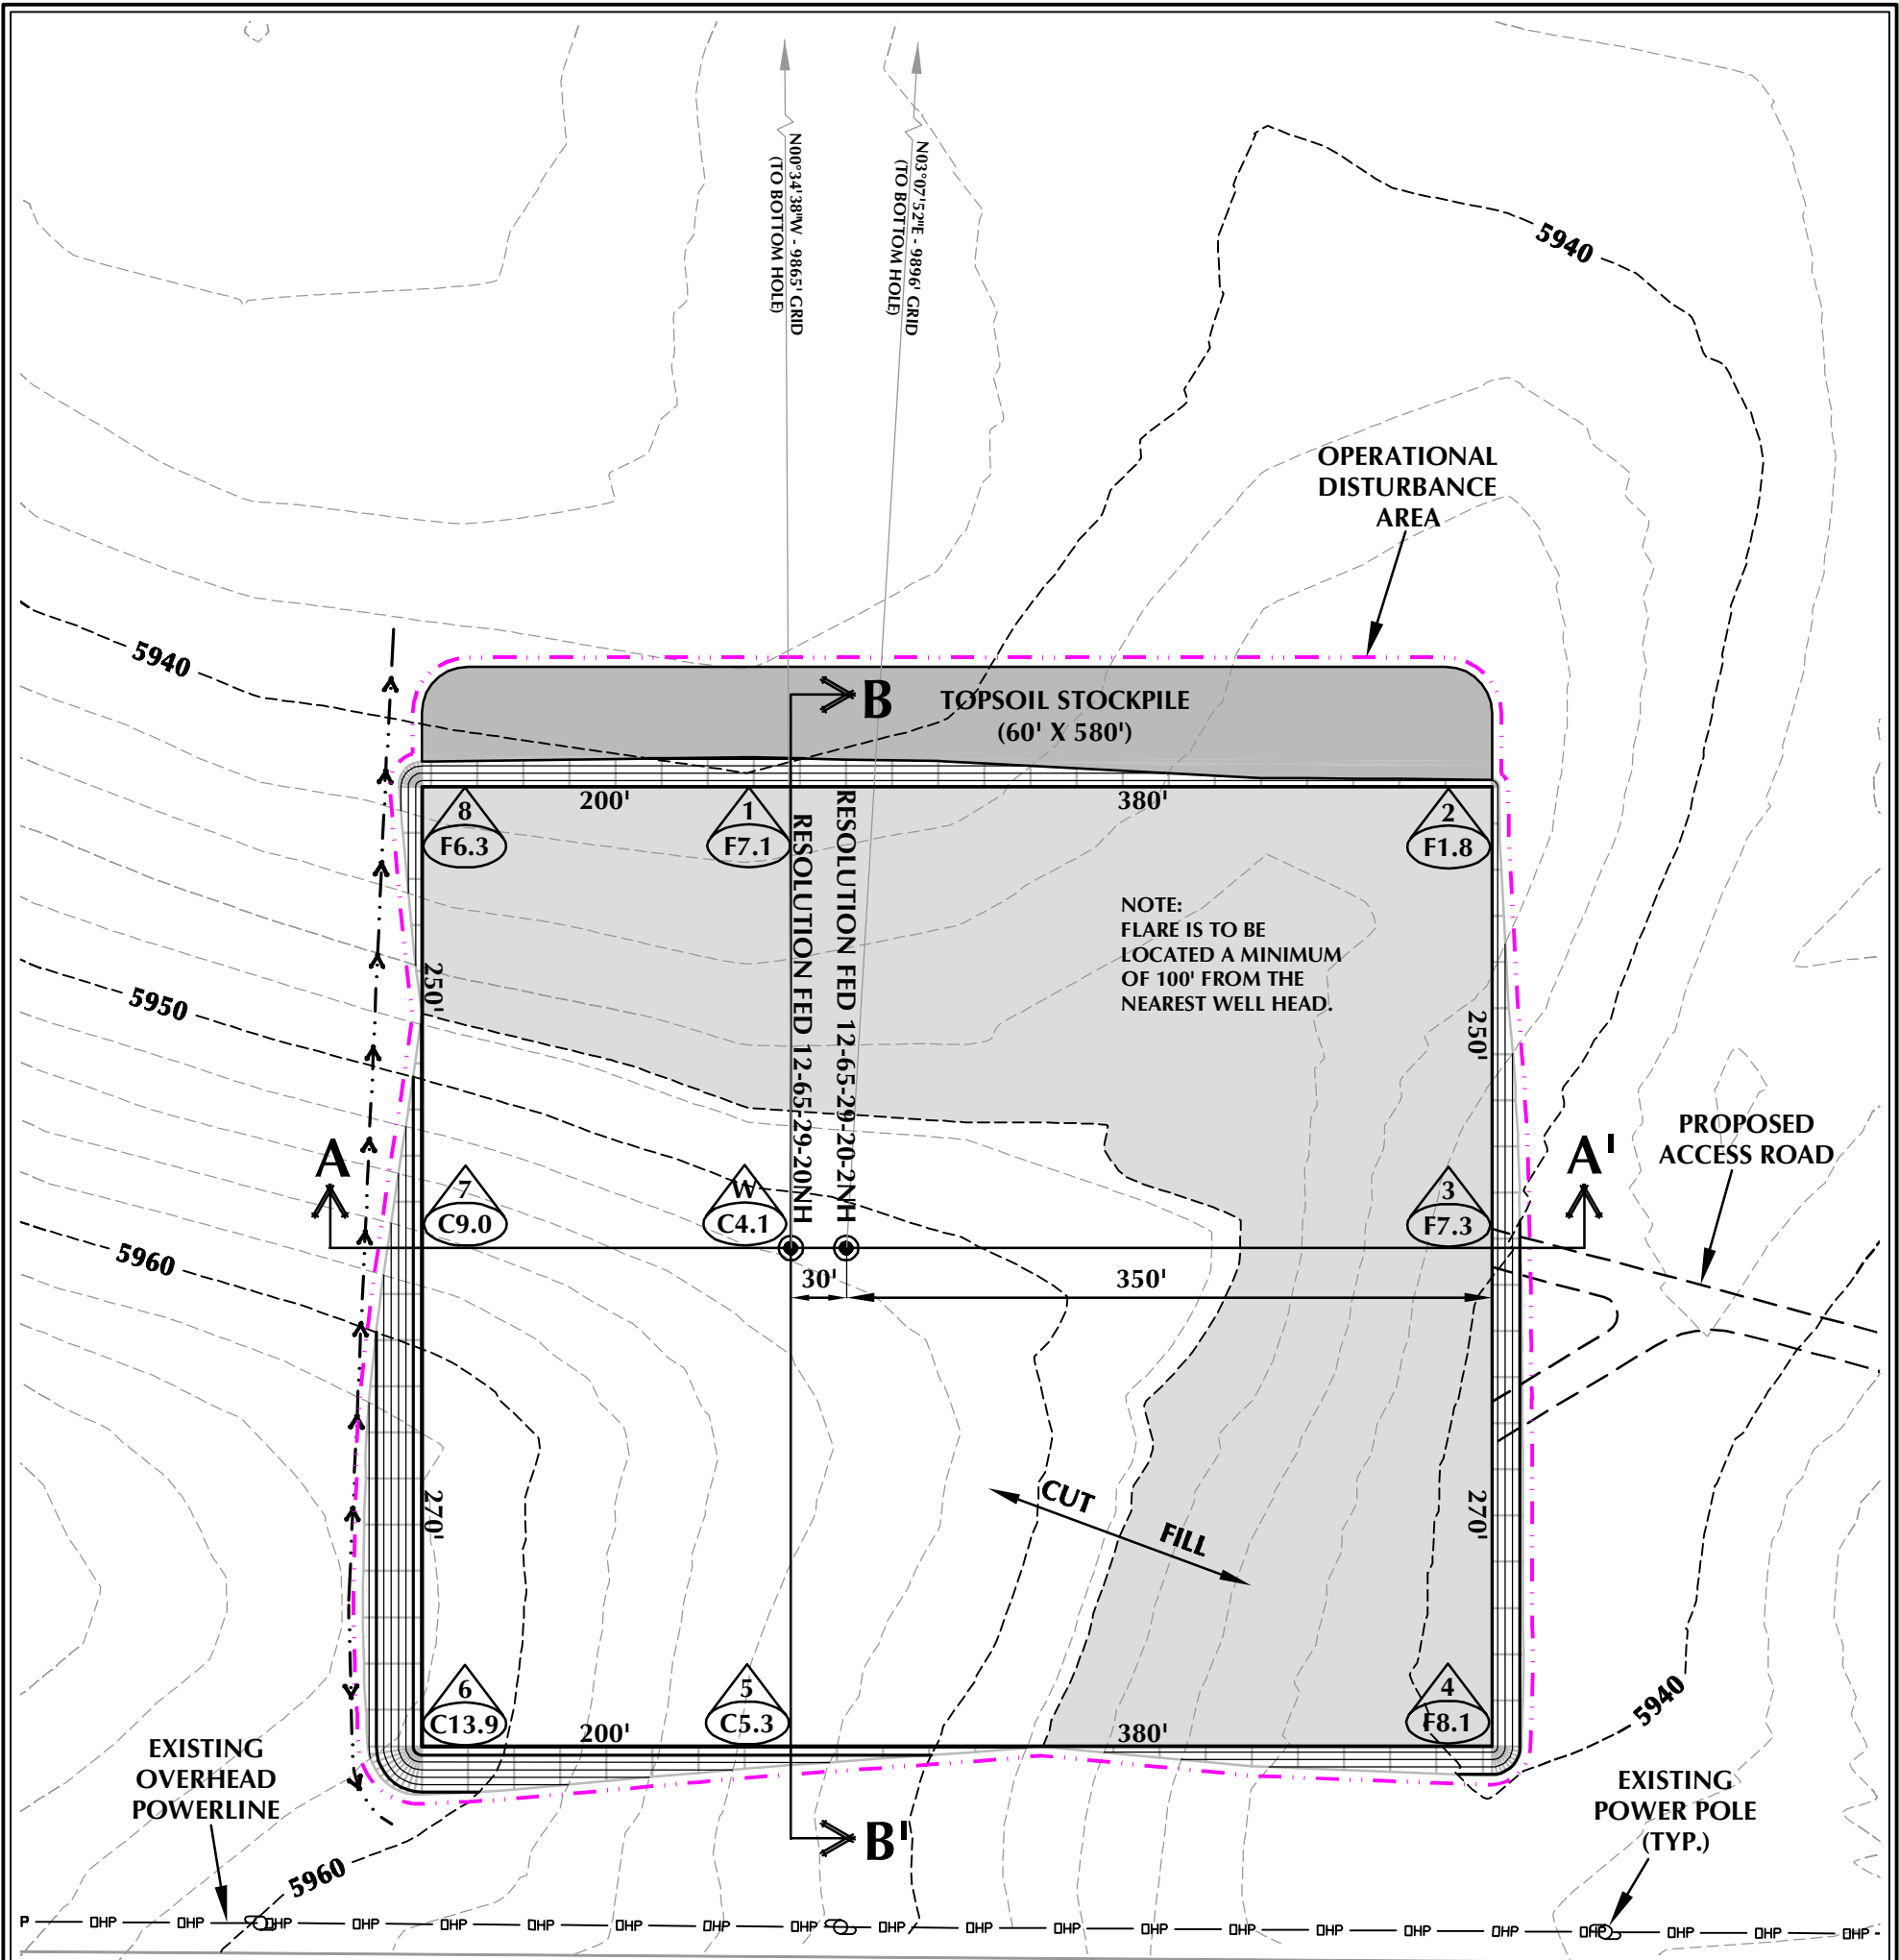 N00°34'38"W - 9865' GRID
(TO BOTTOM HOLE)
N03°07'52"E - 9896' GRID
(TO BOTTOM HOLE)
5940
OPERATIONAL
DISTURBANCE
AREA
5940
B
TOPSOIL STOCKPILE
(60' X 580')
200'
380'
8
F6.3
1
F7.1
2
F1.8
RESOLUTION FED 12-65-29-20NH
RESOLUTION FED 12-65-29-20-2NH
NOTE:
FLARE IS TO BE
LOCATED A MINIMUM
OF 100' FROM THE
NEAREST WELL HEAD.
250'
250'
5950
PROPOSED
ACCESS ROAD
A
A'
7
C9.0
W
C4.1
3
F7.3
5960
30'
350'
270'
270'
CUT
FILL
6
C13.9
5
C5.3
4
F8.1
200'
380'
5940
EXISTING
OVERHEAD
POWERLINE
EXISTING
POWER POLE
(TYP.)
B'
5960
P OHP OHP OHP OHP OHP OHP OHP OHP OHP OHP OHP OHP OHP OHP OHP OHP OHP OHP OHP OHP OHP